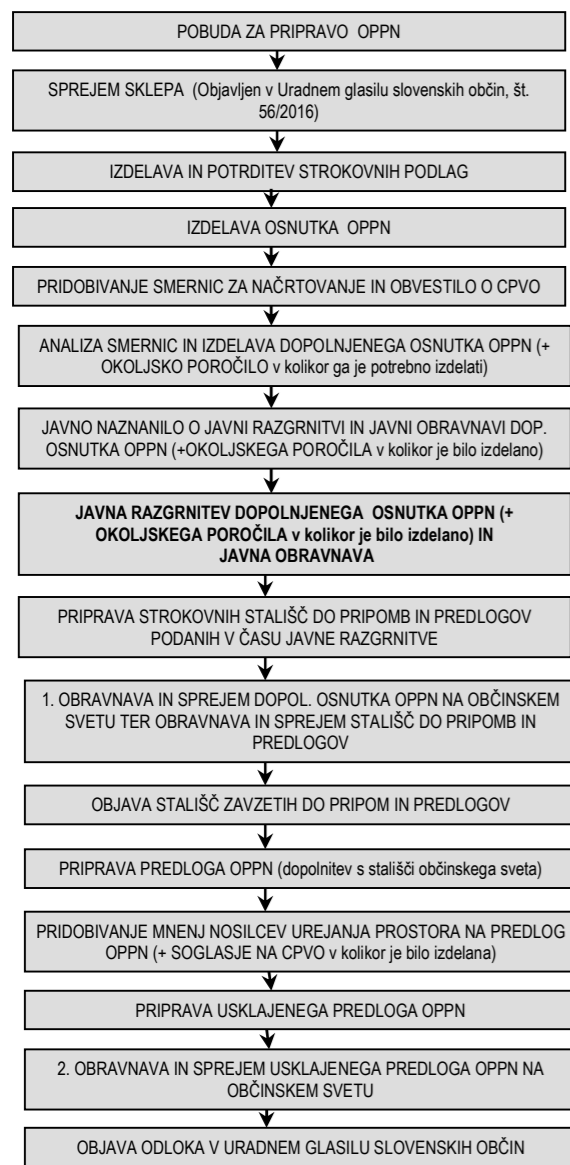 POBUDA ZA PRIPRAVO OPPN
SPREJEM SKLEPA (Objavljen v Uradnem glasilu slovenskih občin, št.
56/2016)
IZDELAVA IN POTRDITEV STROKOVNIH PODLAG
IZDELAVA OSNUTKA OPPN
PRIDOBIVANJE SMERNIC ZA NAČRTOVANJE IN OBVESTILO O CPVO
ANALIZA SMERNIC IN IZDELAVA DOPOLNJENEGA OSNUTKA OPPN (+
OKOLJSKO POROČILO v kolikor ga je potrebno izdelati)
JAVNO NAZNANILO O JAVNI RAZGRNITVI IN JAVNI OBRAVNAVI DOP.
OSNUTKA OPPN (+OKOLJSKEGA POROČILA v kolikor je bilo izdelano)
JAVNA RAZGRNITEV DOPOLNJENEGA OSNUTKA OPPN (+
OKOLJSKEGA POROČILA v kolikor je bilo izdelano) IN
JAVNA OBRAVNAVA
PRIPRAVA STROKOVNIH STALIŠČ DO PRIPOMB IN PREDLOGOV
PODANIH V ČASU JAVNE RAZGRNITVE
1. OBRAVNAVA IN SPREJEM DOPOL. OSNUTKA OPPN NA OBČINSKEM
SVETU TER OBRAVNAVA IN SPREJEM STALIŠČ DO PRIPOMB IN
PREDLOGOV
OBJAVA STALIŠČ ZAVZETIH DO PRIPOM IN PREDLOGOV
PRIPRAVA PREDLOGA OPPN (dopolnitev s stališči občinskega sveta)
PRIDOBIVANJE MNENJ NOSILCEV UREJANJA PROSTORA NA PREDLOG
OPPN (+ SOGLASJE NA CPVO v kolikor je bilo izdelana)
PRIPRAVA USKLAJENEGA PREDLOGA OPPN
2. OBRAVNAVA IN SPREJEM USKLAJENEGA PREDLOGA OPPN NA
OBČINSKEM SVETU
OBJAVA ODLOKA V URADNEM GLASILU SLOVENSKIH OBČIN